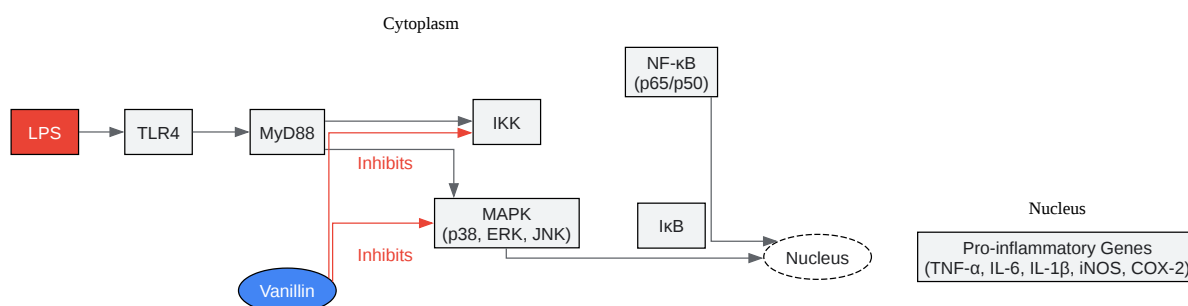 Cytoplasm
NF-κB
(p65/p50)
LPS
TLR4
MyD88
IKK
Inhibits
MAPK
(p38, ERK, JNK)
IκB
Nucleus
Inhibits
Nucleus
Pro-inflammatory Genes
(TNF-α, IL-6, IL-1β, iNOS, COX-2)
Vanillin